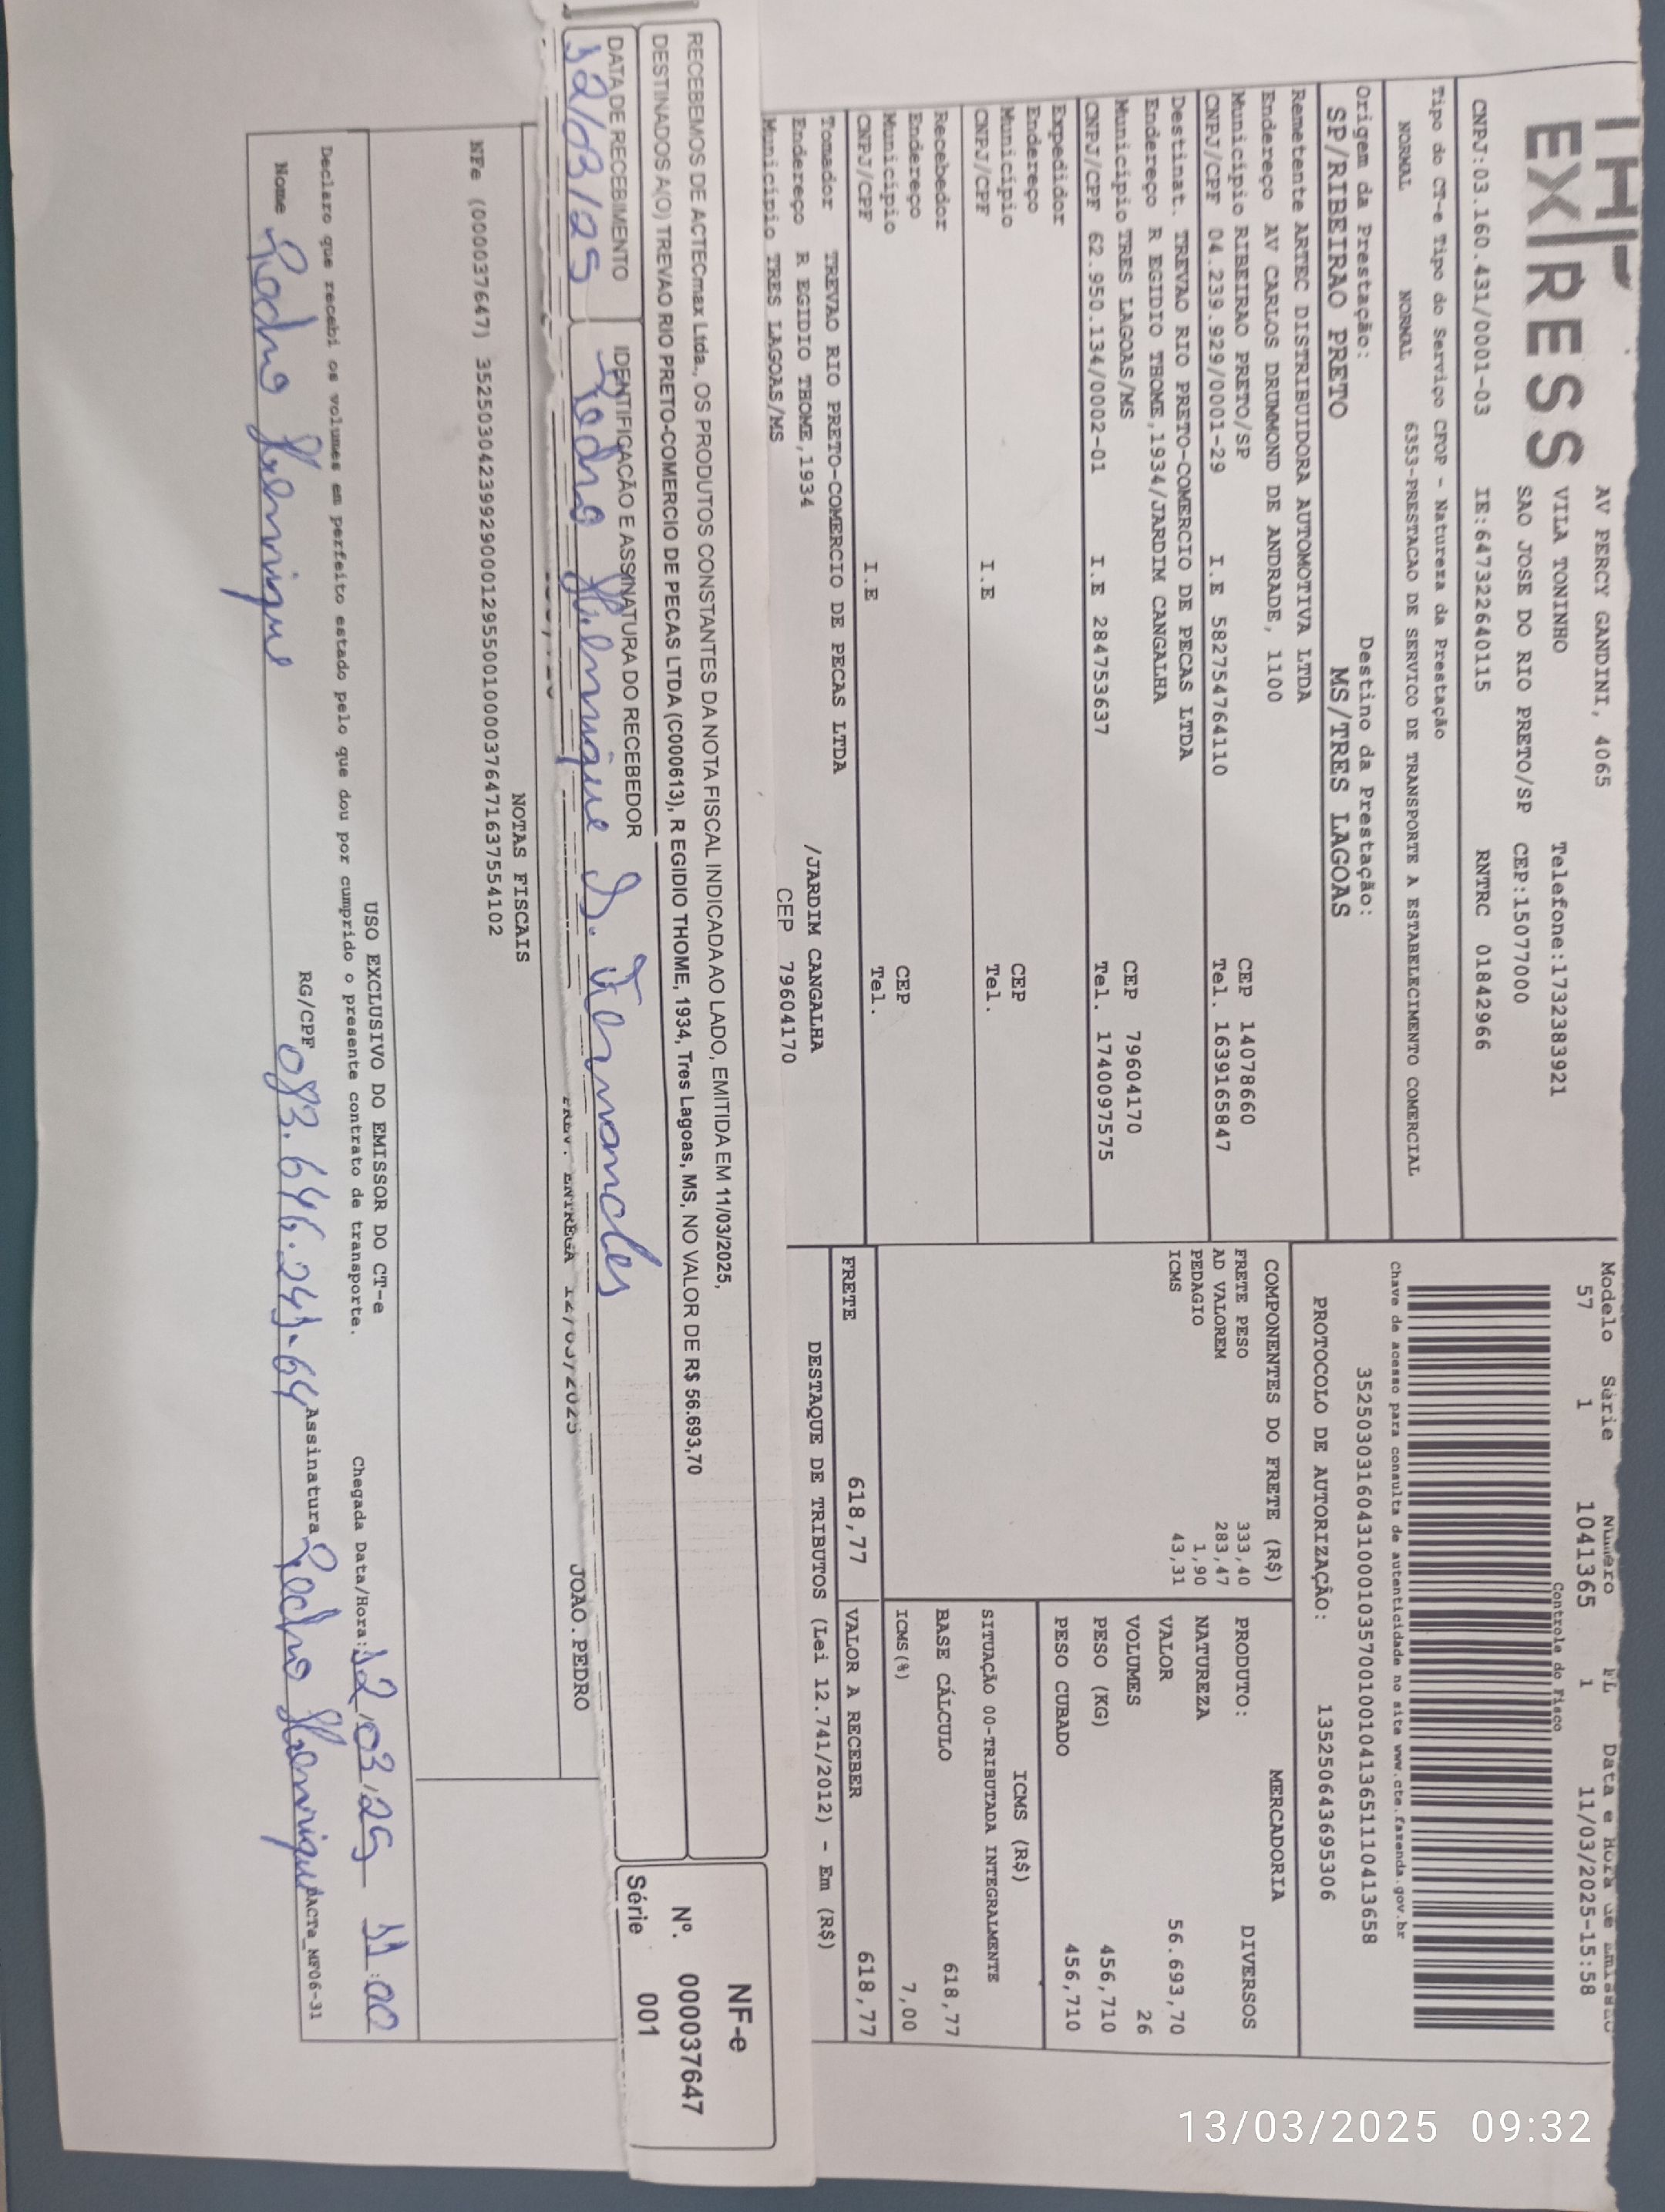 EXPRESS
AV PERCY GANDINI, 4065
VILA TONINHO Telefone:1732383921
SAO JOSE DO RIO PRETO/SP CEP:15077000
CNPJ:03.160.431/0001-03 IE:647322640115 RNTRC 01842966
Modelo Série Número FL Data e Hora de Emissão
57 1 1041365 1 11/03/2025-15:58
Controle do Fisco
Tipo do CT-e Tipo do Serviço CFOP - Natureza da Prestação
NORMAL NORMAL 6353-PRESTACAO DE SERVICO DE TRANSPORTE A ESTABELECIMENTO COMERCIAL
Chave de acesso para consulta de autenticidade no site www.cte.fazenda.gov.br
35250303160431000103570010010413651110413658
Origem da Prestação: Destino da Prestação:
SP/RIBEIRAO PRETO MS/TRES LAGOAS
PROTOCOLO DE AUTORIZAÇÃO: 135250643695306
Remetente ARTEC DISTRIBUIDORA AUTOMOTIVA LTDA
Endereço AV CARLOS DRUMMOND DE ANDRADE, 1100
Município RIBEIRAO PRETO/SP CEP 14078660
CNPJ/CPF 04.239.929/0001-29 I.E 582754764110 Tel. 1639165847
Destinat. TREVAO RIO PRETO-COMERCIO DE PECAS LTDA
Endereço R EGIDIO THOME,1934/JARDIM CANGALHA
Município TRES LAGOAS/MS CEP 79604170
CNPJ/CPF 62.950.134/0002-01 I.E 284753637 Tel. 1740097575
Expedidor
Endereço
Município CEP
CNPJ/CPF I.E Tel.
Recebedor
Endereço
Município CEP
CNPJ/CPF I.E Tel.
Tomador TREVAO RIO PRETO-COMERCIO DE PECAS LTDA
Endereço R EGIDIO THOME,1934 /JARDIM CANGALHA
Município TRES LAGOAS/MS CEP 79604170
COMPONENTES DO FRETE (R$)
FRETE PESO 333,40
AD VALOREM 283,47
PEDAGIO 1,90
ICMS 43,31
MERCADORIA
PRODUTO: DIVERSOS
NATUREZA
VALOR 56.693,70
VOLUMES 26
PESO (KG) 456,710
PESO CUBADO 456,710
ICMS (R$)
SITUAÇÃO 00-TRIBUTADA INTEGRALMENTE
BASE CÁLCULO 618,77
ICMS(%) 7,00
FRETE 618,77 VALOR A RECEBER 618,77
DESTAQUE DE TRIBUTOS (Lei 12.741/2012) - Em (R$)
RECEBEMOS DE ACTECmax Ltda., OS PRODUTOS CONSTANTES DA NOTA FISCAL INDICADA AO LADO, EMITIDA EM 11/03/2025,
DESTINADOS A(O) TREVAO RIO PRETO-COMERCIO DE PECAS LTDA (C000613), R EGIDIO THOME, 1934, Tres Lagoas, MS, NO VALOR DE R$ 56.693,70
NF-e
Nº. 000037647
Série 001
DATA DE RECEBIMENTO IDENTIFICAÇÃO E ASSINATURA DO RECEBEDOR
12/03/25 Pedro Henrique D. Fernandes
PREV. ENTREGA 12/03/2025 JOAO.PEDRO
NOTAS FISCAIS
NFe (000037647) 35250304239929000129550010000376471637554102
USO EXCLUSIVO DO EMISSOR DO CT-e
Declaro que recebi os volumes em perfeito estado pelo que dou por cumprido o presente contrato de transporte. Chegada Data/Hora: 12/03/25 11:00
Nome Pedro Henrique RG/CPF 083.646.241-64 Assinatura Pedro Henrique
DACTe_MF06-31
13/03/2025 09:32